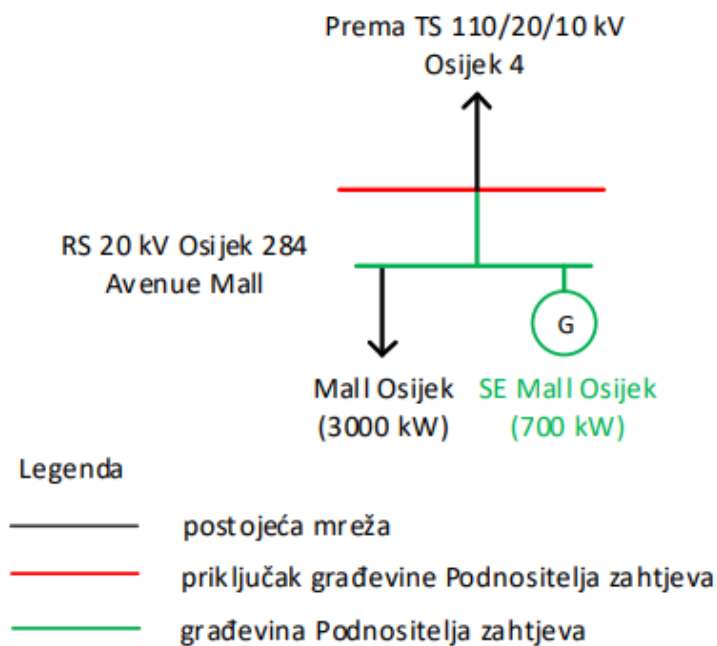 Prema TS 110/20/10 kV
Osijek 4
RS 20 kV Osijek 284
Avenue Mall
G
Mall Osijek
(3000 kW)
SE Mall Osijek
(700 kW)
Legenda
postojeća mreža
priključak građevine Podnositelja zahtjeva
građevina Podnositelja zahtjeva